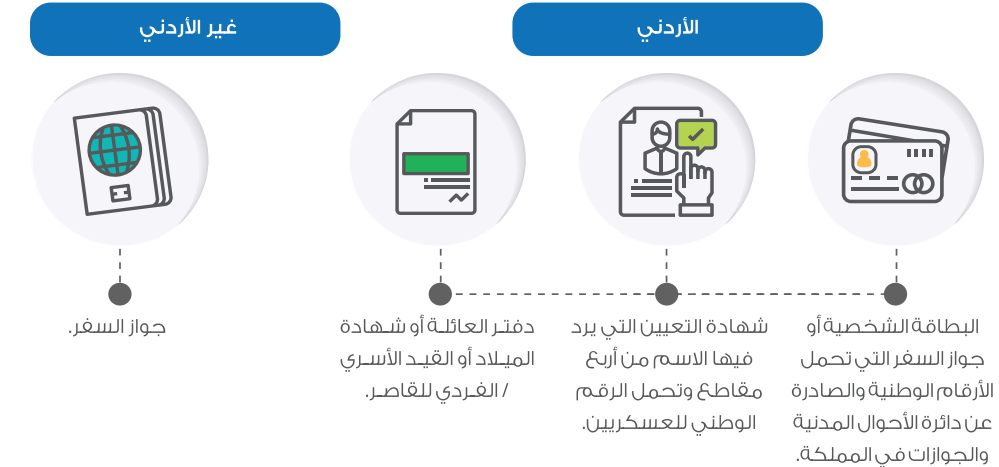 الأردني
البطاقة الشخصية أو
جواز السفر التي تحمل
الأرقام الوطنية والصادرة
عن دائرة الأحوال المدنية
والجوازات في المملكة.
شهادة التعيين التي يرد
فيها الاسم من أربع
مقاطع وتحمل الرقم
الوطني للعسكريين.
دفتر العائلة أو شهادة
الميلاد أو القيد الأسري
/ الفردي للقاصر.
غير الأردني
جواز السفر.